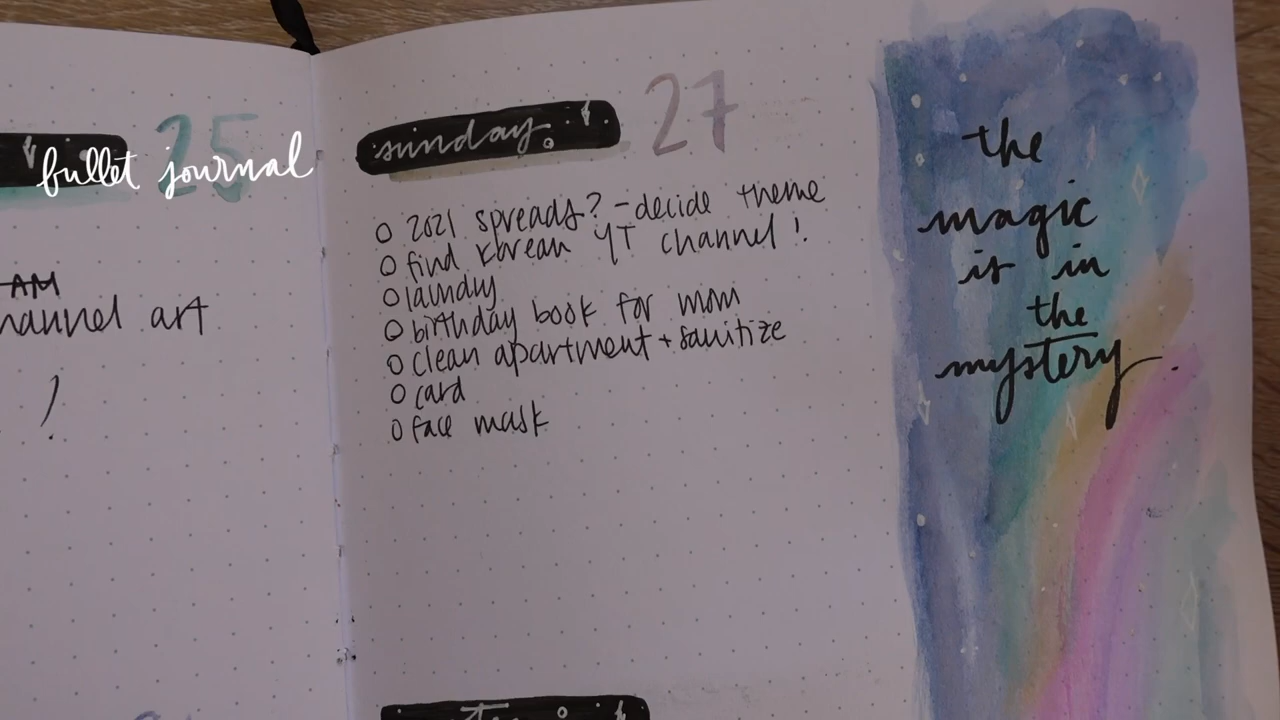 25
bullet journal
AM
channel art
!
sunday
27
2021 spreads? - decide theme
find korean YT channel!
laundry
birthday book for mom
clean apartment + sanitize
card
face mask
the
magic
is in
the
mystery